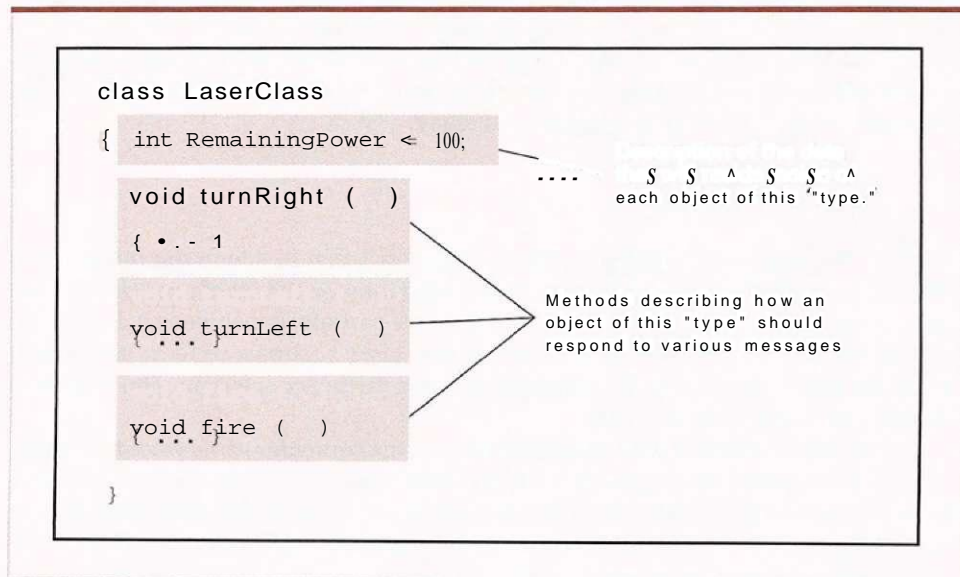 class LaserClass
{ int RemainingPower <= 100;
void turnRight ( )
{ •.- 1
void turnLeft ( )
{ ... }
void fire ( )
{ ... }
}
S S ^ S S ^
each object of this "type."
Methods describing how an
object of this "type" should
respond to various messages